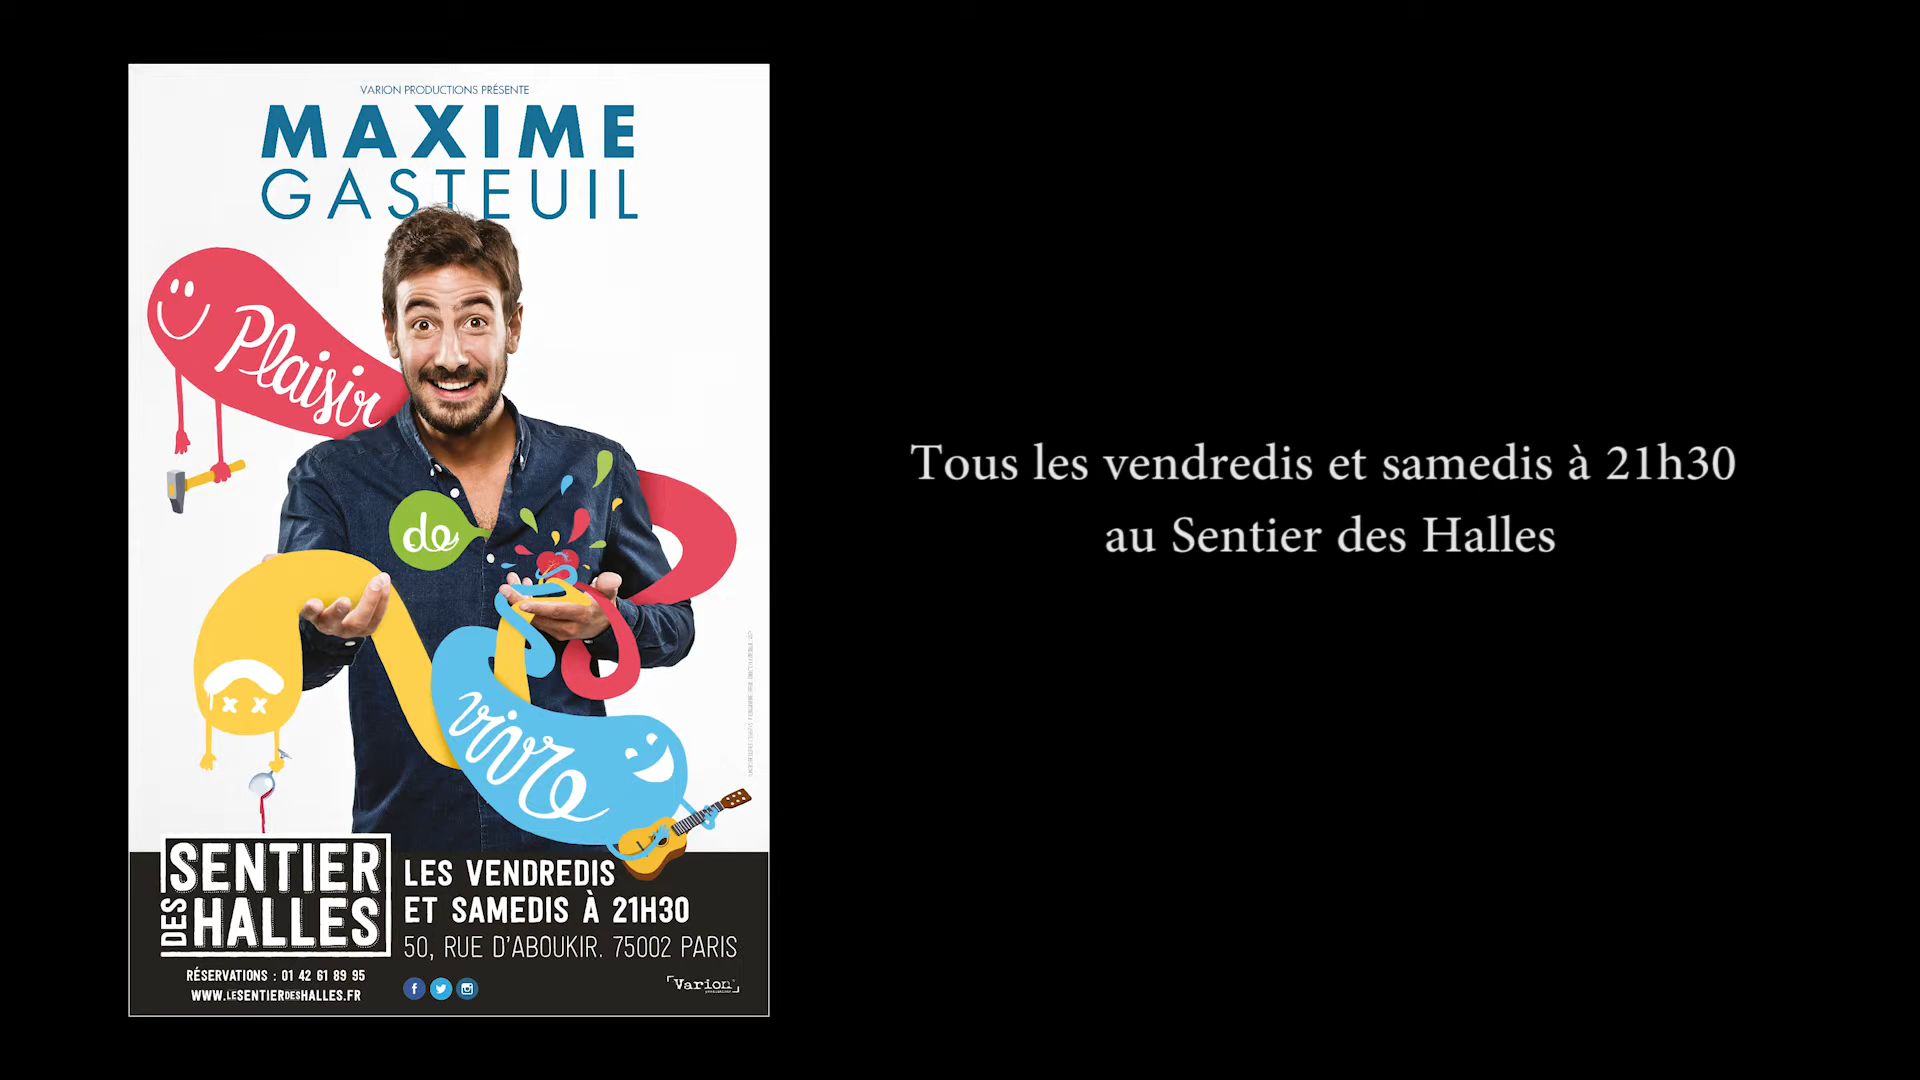 VARION PRODUCTIONS PRÉSENTE
MAXIME
GASTEUIL
Plaisir
de
vivre
SENTIER
DES HALLES
LES VENDREDIS
ET SAMEDIS À 21H30
50, RUE D'ABOUKIR. 75002 PARIS
RÉSERVATIONS : 01 42 61 89 95
WWW.LESENTIERDESHALLES.FR
Varion
productions
Tous les vendredis et samedis à 21h30
au Sentier des Halles